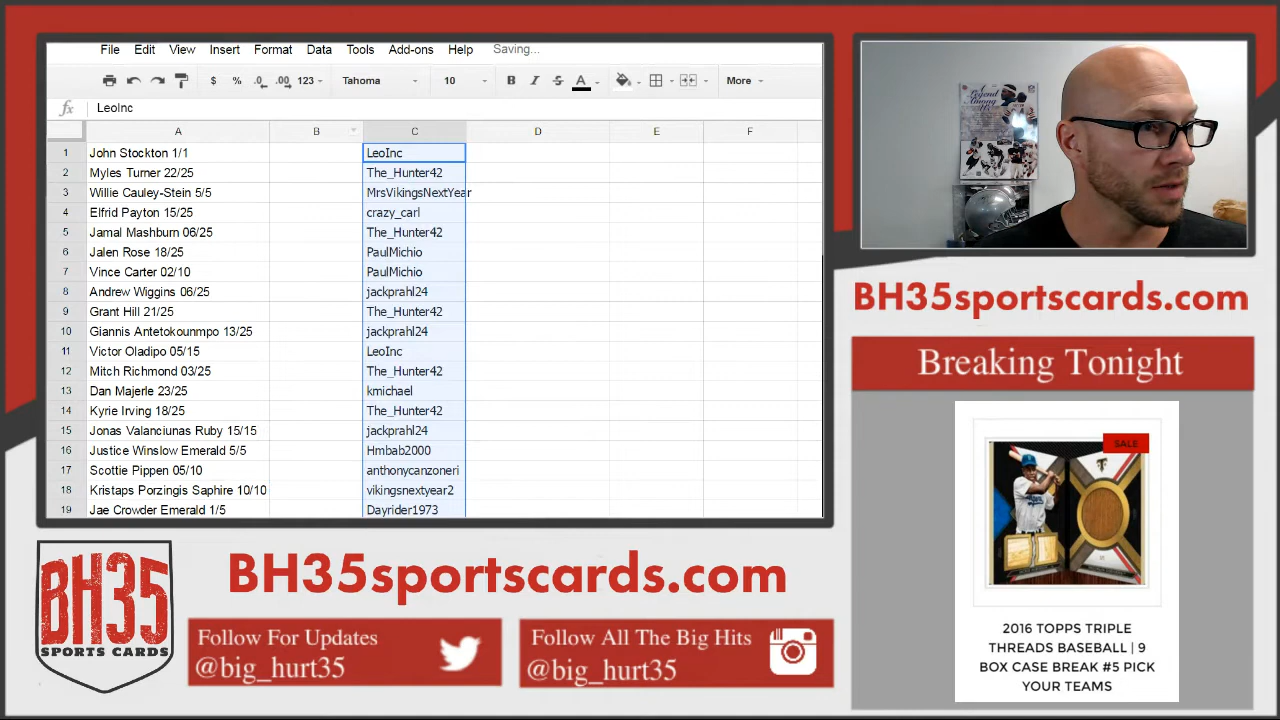 File Edit View Insert Format Data Tools Add-ons Help Saving...
$ % .0 .00 123 Tahoma 10 B I S A More
fx LeoInc
A B C D E F
1 John Stockton 1/1 LeoInc
2 Myles Turner 22/25 The_Hunter42
3 Willie Cauley-Stein 5/5 MrsVikingsNextYear
4 Elfrid Payton 15/25 crazy_carl
5 Jamal Mashburn 06/25 The_Hunter42
6 Jalen Rose 18/25 PaulMichio
7 Vince Carter 02/10 PaulMichio
8 Andrew Wiggins 06/25 jackprahl24
9 Grant Hill 21/25 The_Hunter42
10 Giannis Antetokounmpo 13/25 jackprahl24
11 Victor Oladipo 05/15 LeoInc
12 Mitch Richmond 03/25 The_Hunter42
13 Dan Majerle 23/25 kmichael
14 Kyrie Irving 18/25 The_Hunter42
15 Jonas Valanciunas Ruby 15/15 jackprahl24
16 Justice Winslow Emerald 5/5 Hmbab2000
17 Scottie Pippen 05/10 anthonycanzoneri
18 Kristaps Porzingis Saphire 10/10 vikingsnextyear2
19 Jae Crowder Emerald 1/5 Dayrider1973
a Legend
Among
BH35sportscards.com
Breaking Tonight
SALE
2016 TOPPS TRIPLE
THREADS BASEBALL | 9
BOX CASE BREAK #5 PICK
YOUR TEAMS
BH35
SPORTS CARDS
BH35sportscards.com
Follow For Updates
@big_hurt35
Follow All The Big Hits
@big_hurt35